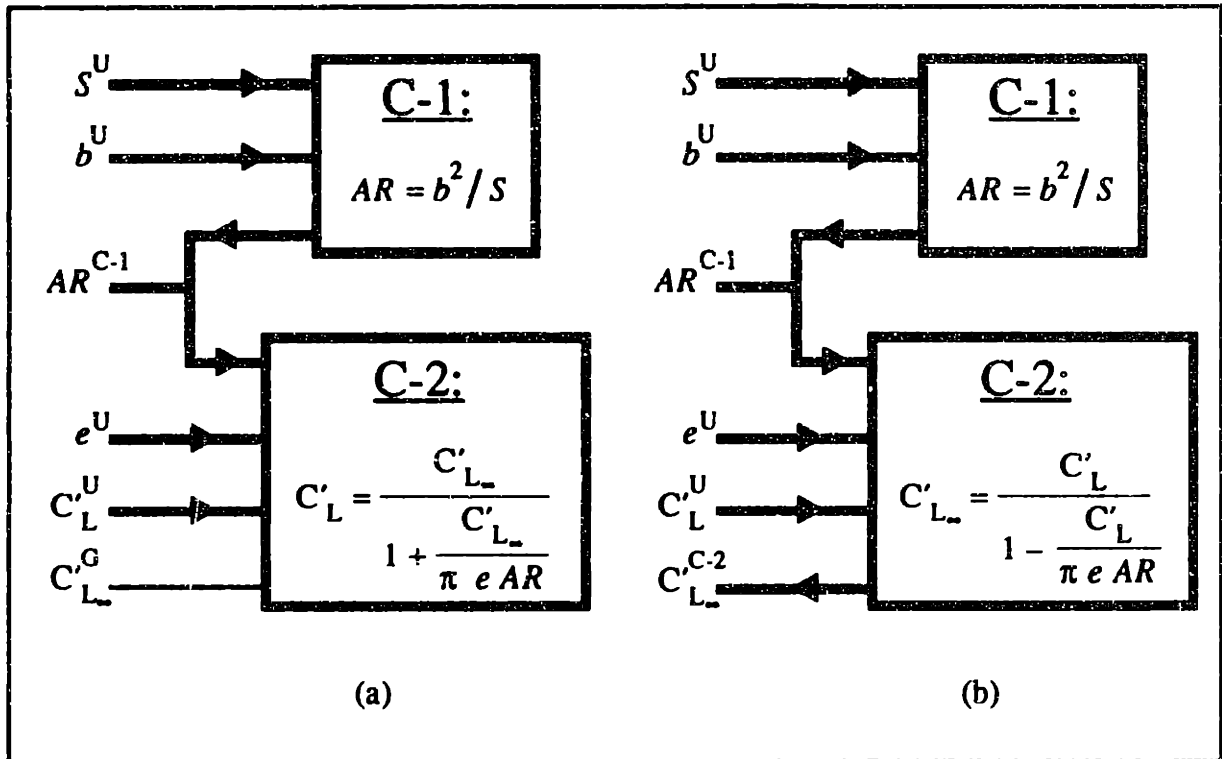 S^U
b^U
C-1:
AR = b^2 / S
AR^C-1
C-2:
e^U
C'_L^U
C'_L∞^G
C'_L = C'_L∞ / (1 + C'_L∞ / (π e AR))
(a)
S^U
b^U
C-1:
AR = b^2 / S
AR^C-1
C-2:
e^U
C'_L^U
C'_L∞^C-2
C'_L∞ = C'_L / (1 − C'_L / (π e AR))
(b)